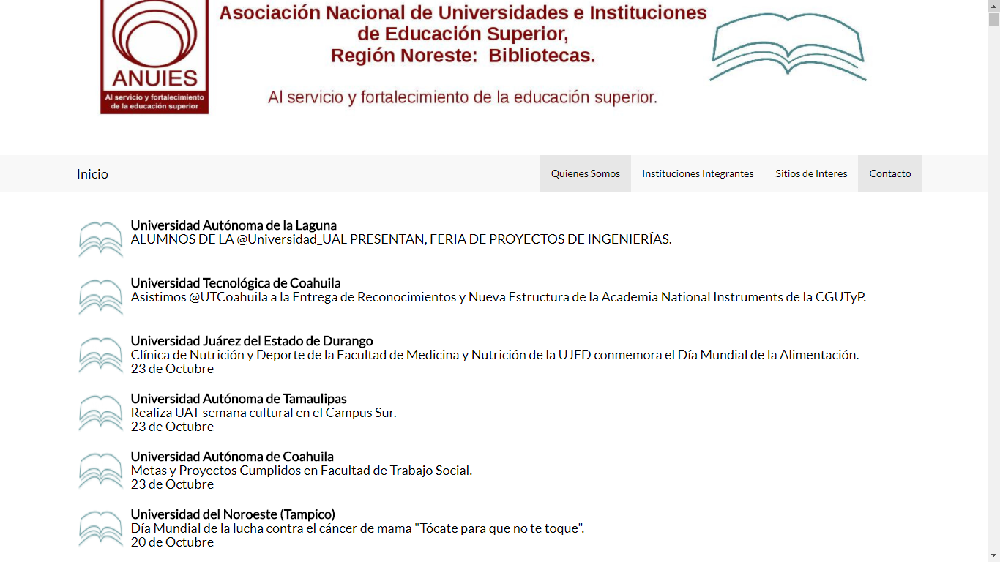 ANUIES
Al servicio y fortalecimiento
de la educación superior
Asociación Nacional de Universidades e Instituciones
de Educación Superior,
Región Noreste: Bibliotecas.
Al servicio y fortalecimiento de la educación superior.
Inicio
Quienes Somos
Instituciones Integrantes
Sitios de Interes
Contacto
Universidad Autónoma de la Laguna
ALUMNOS DE LA @Universidad_UAL PRESENTAN, FERIA DE PROYECTOS DE INGENIERÍAS.
Universidad Tecnológica de Coahuila
Asistimos @UTCoahuila a la Entrega de Reconocimientos y Nueva Estructura de la Academia National Instruments de la CGUTyP.
Universidad Juárez del Estado de Durango
Clínica de Nutrición y Deporte de la Facultad de Medicina y Nutrición de la UJED conmemora el Día Mundial de la Alimentación.
23 de Octubre
Universidad Autónoma de Tamaulipas
Realiza UAT semana cultural en el Campus Sur.
23 de Octubre
Universidad Autónoma de Coahuila
Metas y Proyectos Cumplidos en Facultad de Trabajo Social.
23 de Octubre
Universidad del Noroeste (Tampico)
Día Mundial de la lucha contra el cáncer de mama "Tócate para que no te toque".
20 de Octubre